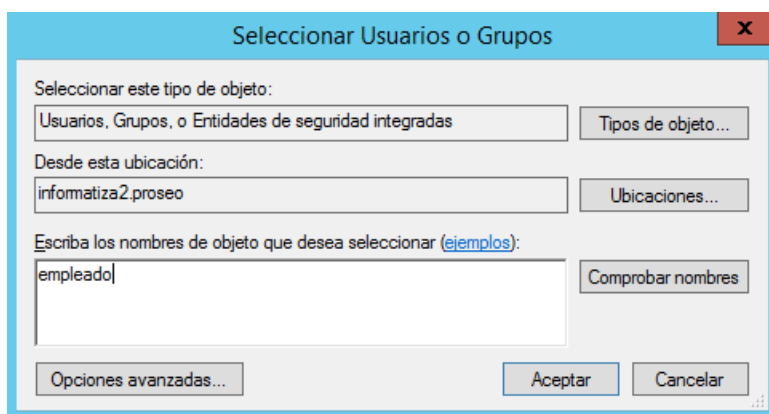 Seleccionar Usuarios o Grupos
x
Seleccionar este tipo de objeto:
Usuarios, Grupos, o Entidades de seguridad integradas
Tipos de objeto...
Desde esta ubicación:
informatiza2.proseo
Ubicaciones...
Escriba los nombres de objeto que desea seleccionar (ejemplos):
empleado
Comprobar nombres
Opciones avanzadas...
Aceptar
Cancelar